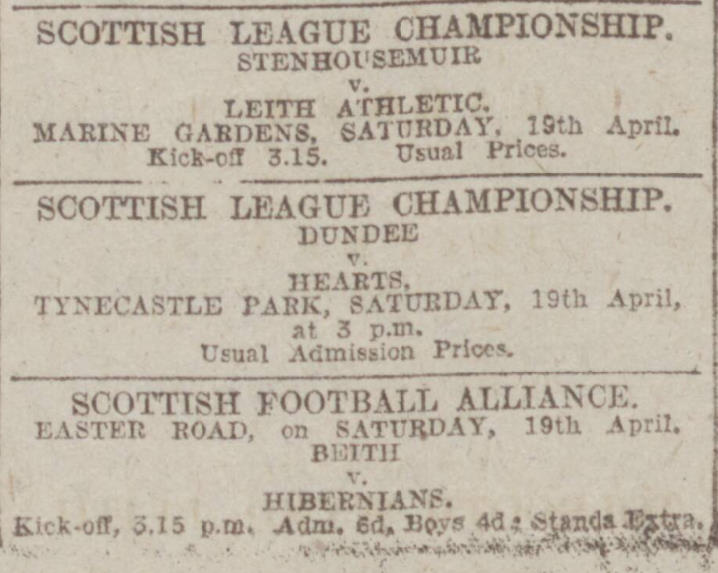 SCOTTISH LEAGUE CHAMPIONSHIP.
STENHOUSEMUIR
v.
LEITH ATHLETIC.
MARINE GARDENS, SATURDAY, 19th April.
Kick-off 3.15. Usual Prices.
SCOTTISH LEAGUE CHAMPIONSHIP.
DUNDEE
v.
HEARTS,
TYNECASTLE PARK, SATURDAY, 19th April,
at 3 p.m.
Usual Admission Prices.
SCOTTISH FOOTBALL ALLIANCE.
EASTER ROAD, on SATURDAY, 19th April.
BEITH
v.
HIBERNIANS.
Kick-off, 3.15 p.m. Adm. 6d, Boys 4d; Stands Extra.